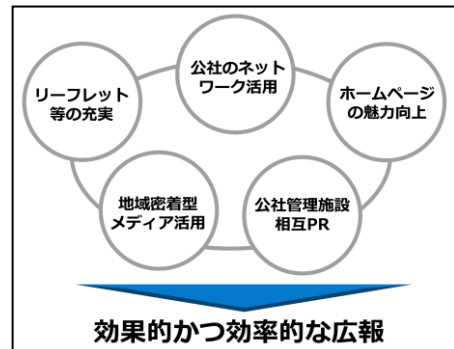 公社のネット
ワーク活用
リーフレット
等の充実
ホームページ
の魅力向上
地域密着型
メディア活用
公社管理施設
相互PR
効果的かつ効率的な広報